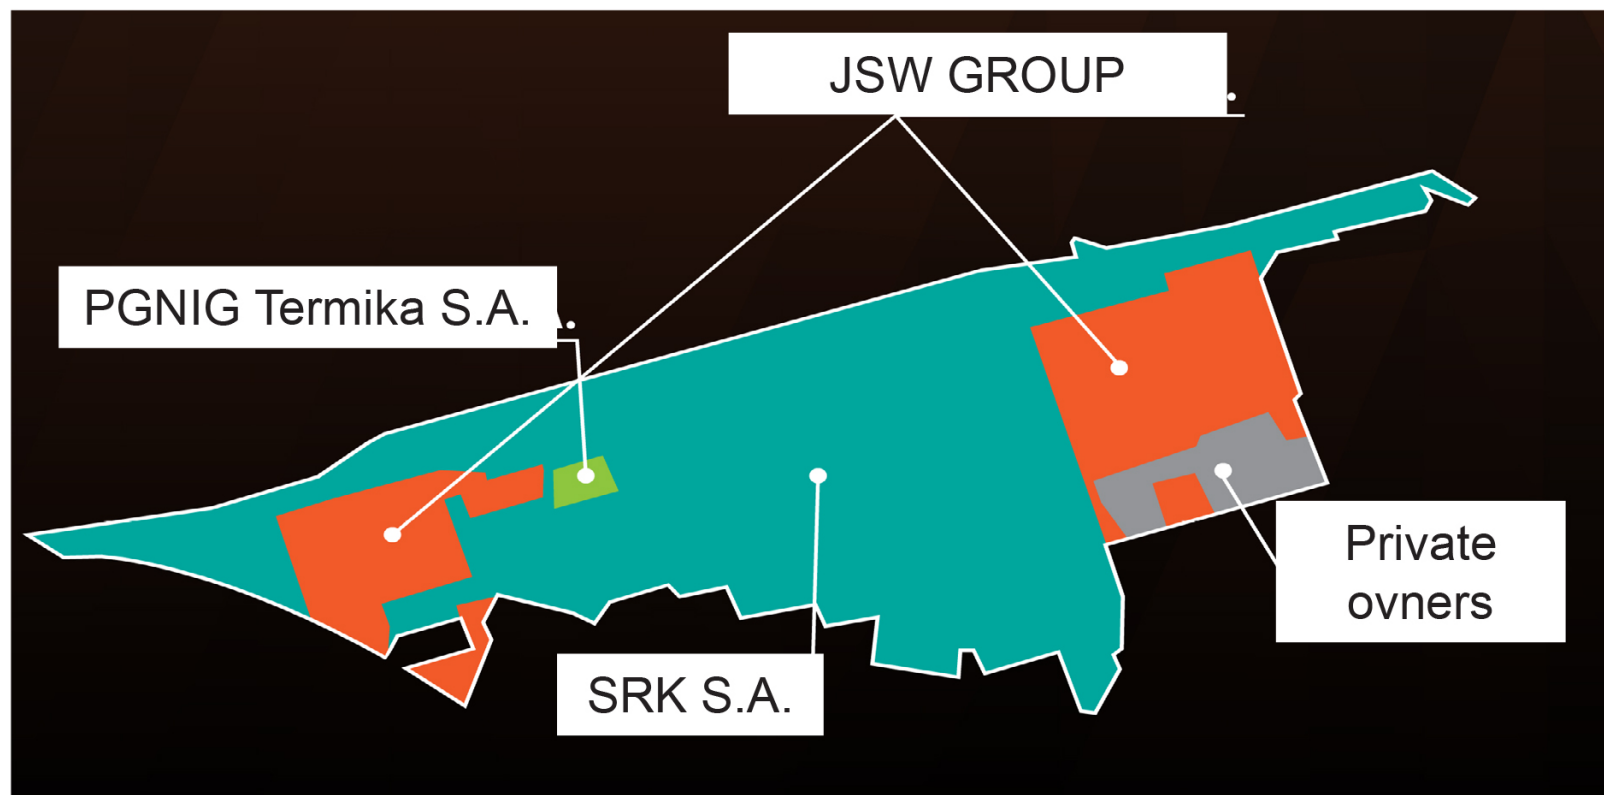 JSW GROUP
PGNIG Termika S.A.
SRK S.A.
Private
ovners